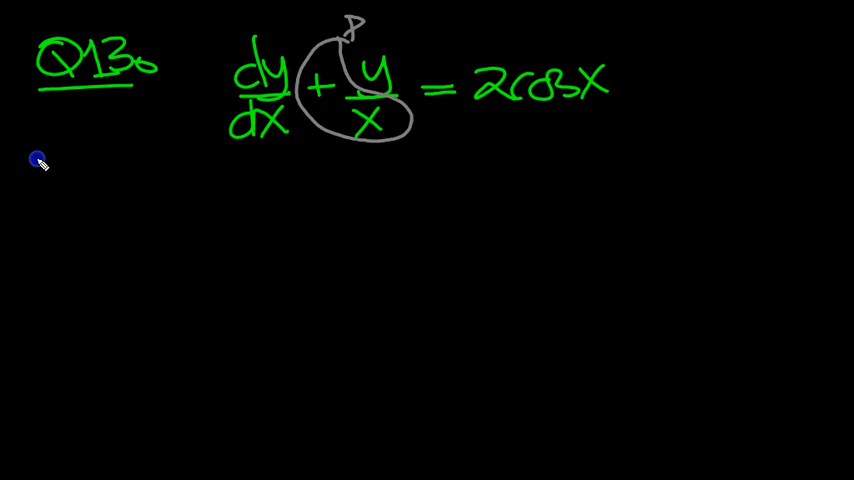 Q13. dy/dx + y/x = 2cosx
P